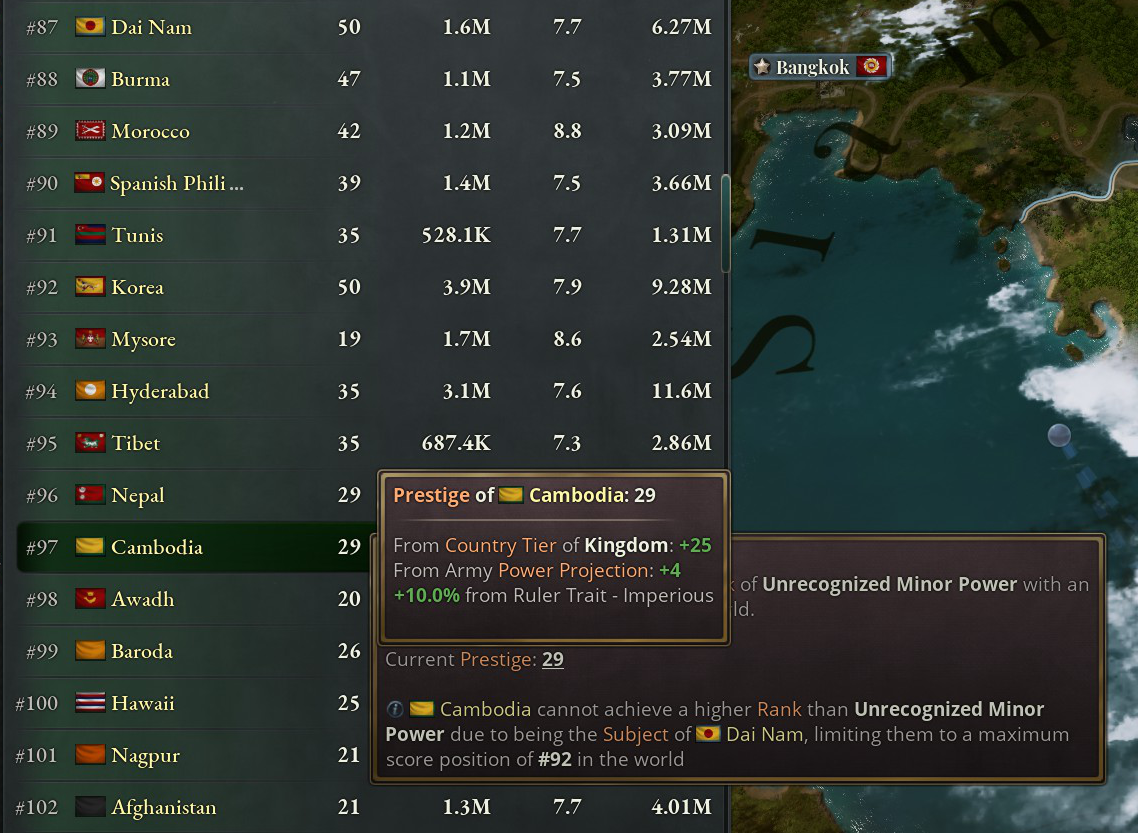 #87 Dai Nam 50 1.6M 7.7 6.27M
#88 Burma 47 1.1M 7.5 3.77M
#89 Morocco 42 1.2M 8.8 3.09M
#90 Spanish Phili... 39 1.4M 7.5 3.66M
#91 Tunis 35 528.1K 7.7 1.31M
#92 Korea 50 3.9M 7.9 9.28M
#93 Mysore 19 1.7M 8.6 2.54M
#94 Hyderabad 35 3.1M 7.6 11.6M
#95 Tibet 35 687.4K 7.3 2.86M
#96 Nepal 29
#97 Cambodia 29
#98 Awadh 20
#99 Baroda 26
#100 Hawaii 25
#101 Nagpur 21
#102 Afghanistan 21 1.3M 7.7 4.01M
Prestige of Cambodia: 29
From Country Tier of Kingdom: +25
From Army Power Projection: +4
+10.0% from Ruler Trait - Imperious
of Unrecognized Minor Power with an
Current Prestige: 29
Cambodia cannot achieve a higher Rank than Unrecognized Minor
Power due to being the Subject of Dai Nam, limiting them to a maximum
score position of #92 in the world
Bangkok